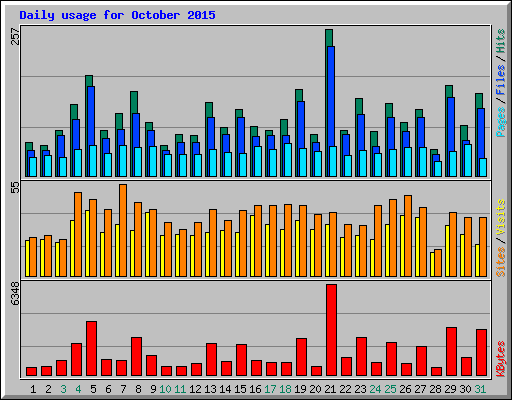 Daily usage for October 2015
257
Pages / Files / Hits
55
Sites / Visits
6348
KBytes
1 2 3 4 5 6 7 8 9 10 11 12 13 14 15 16 17 18 19 20 21 22 23 24 25 26 27 28 29 30 31